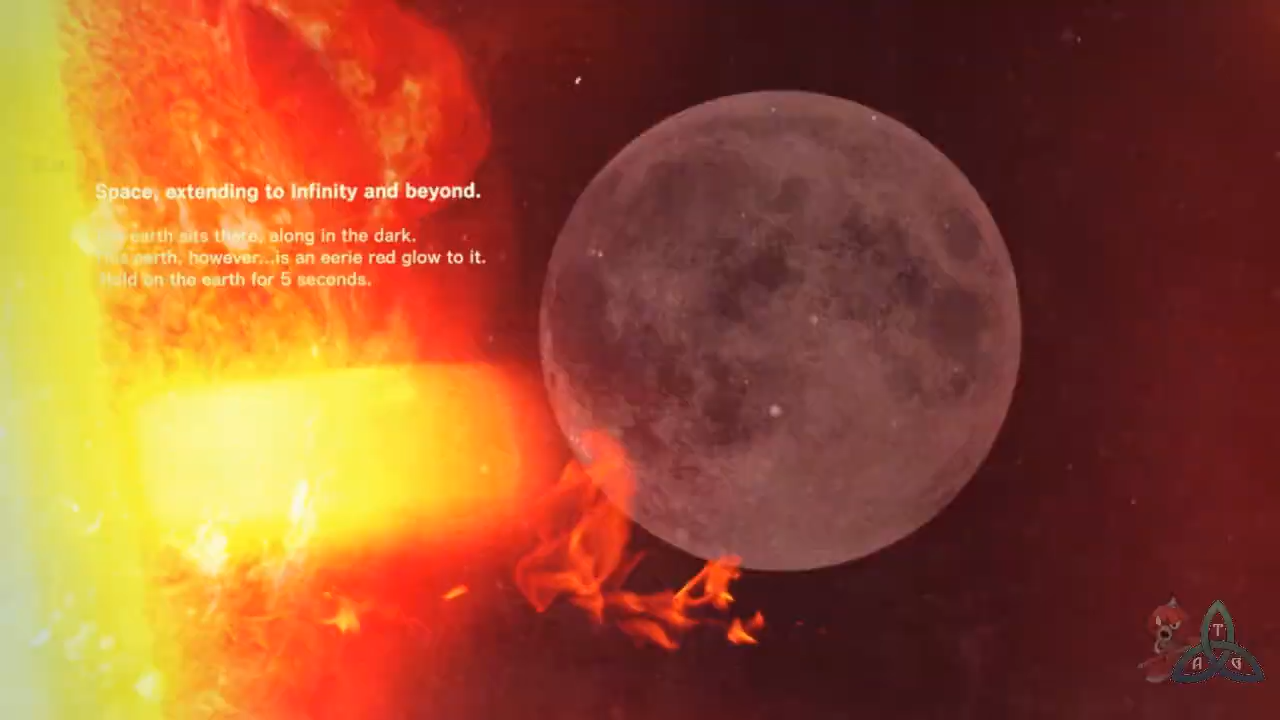 Space, extending to Infinity and beyond.
earth sits there, along in the dark.
This earth, however...is an eerie red glow to it.
Hold on the earth for 5 seconds.
T
A G